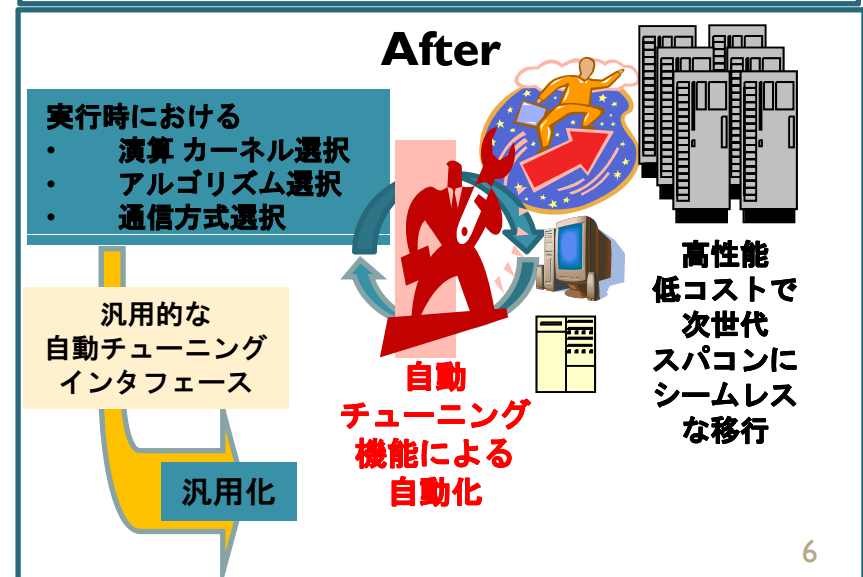 After
実行時における
・ 演算 カーネル選択
・ アルゴリズム選択
・ 通信方式選択
汎用的な
自動チューニング
インタフェース
汎用化
自動
チューニング
機能による
自動化
高性能
低コストで
次世代
スパコンに
シームレス
な移行
6